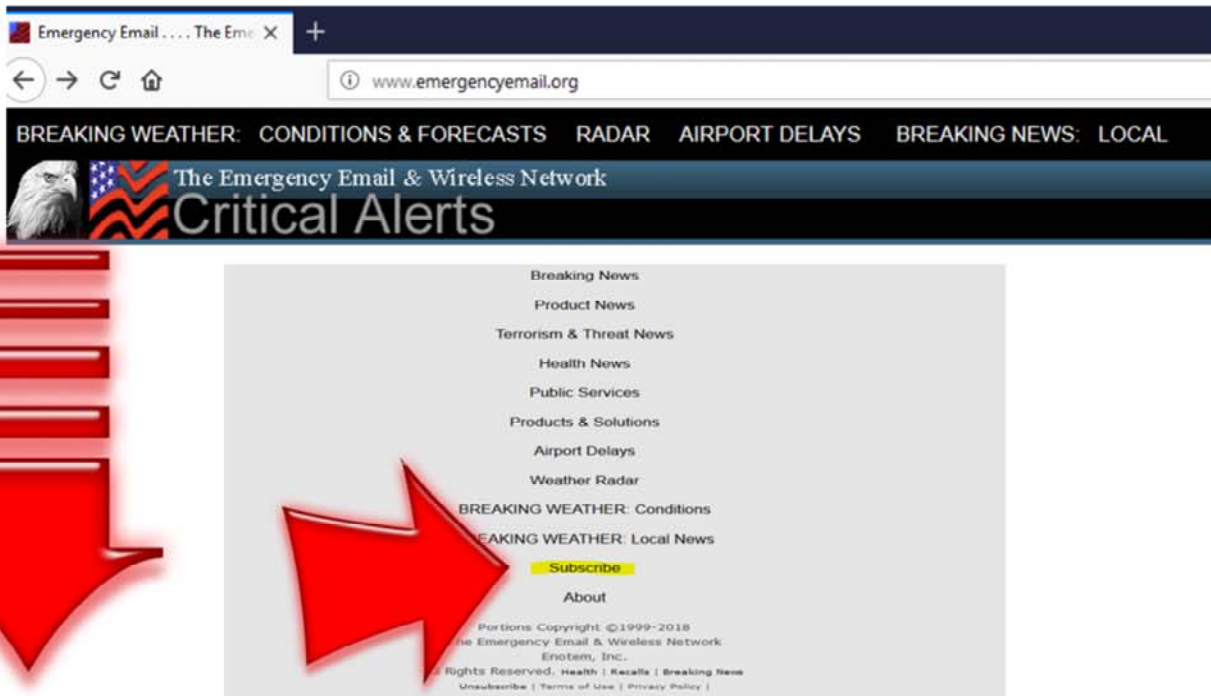 Emergency Email . . . . The Eme
www.emergencyemail.org
BREAKING WEATHER: CONDITIONS & FORECASTS RADAR AIRPORT DELAYS BREAKING NEWS: LOCAL
The Emergency Email & Wireless Network
Critical Alerts
Breaking News
Product News
Terrorism & Threat News
Health News
Public Services
Products & Solutions
Airport Delays
Weather Radar
BREAKING WEATHER: Conditions
EAKING WEATHER: Local News
Subscribe
About
Portions Copyright ©1999-2018
he Emergency Email & Wireless Network
Enotem, Inc.
Rights Reserved. Health | Recalls | Breaking News
Unsubscribe | Terms of Use | Privacy Policy |